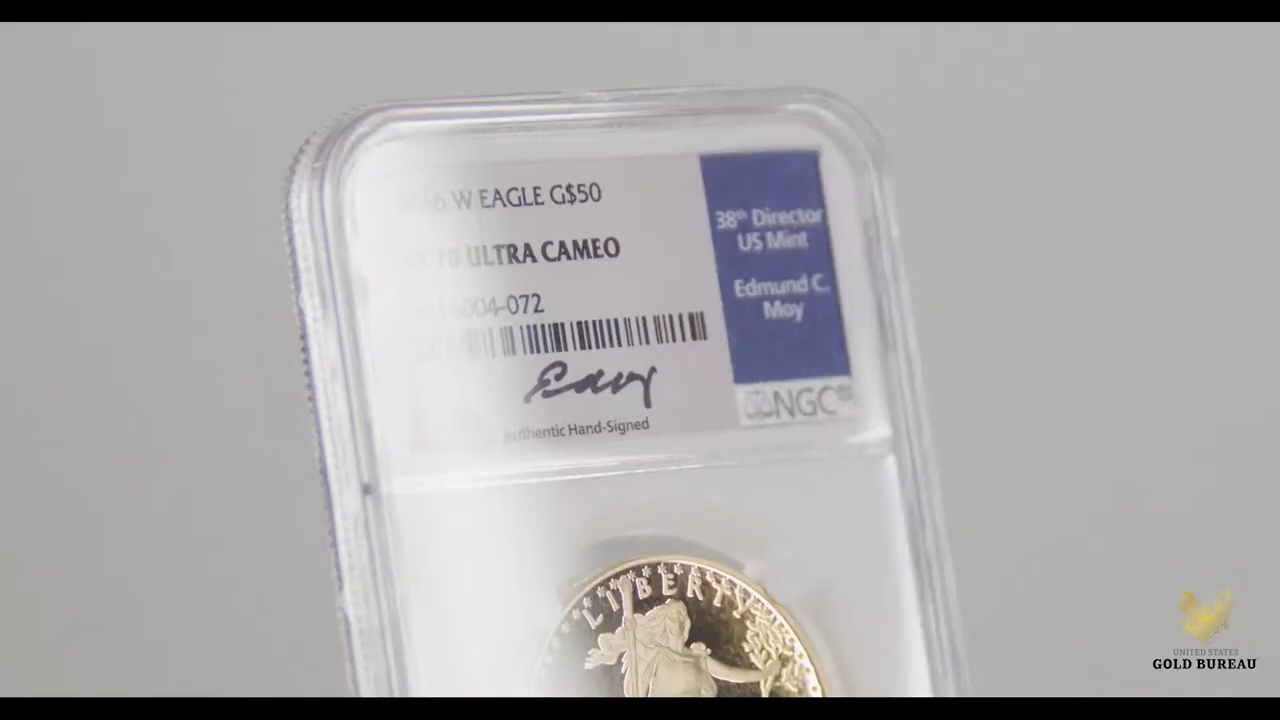 W EAGLE G$50
ULTRA CAMEO
004-072
Authentic Hand-Signed
38th Director
US Mint
Edmund C.
Moy
NGC
LIBERTY
UNITED STATES
GOLD BUREAU